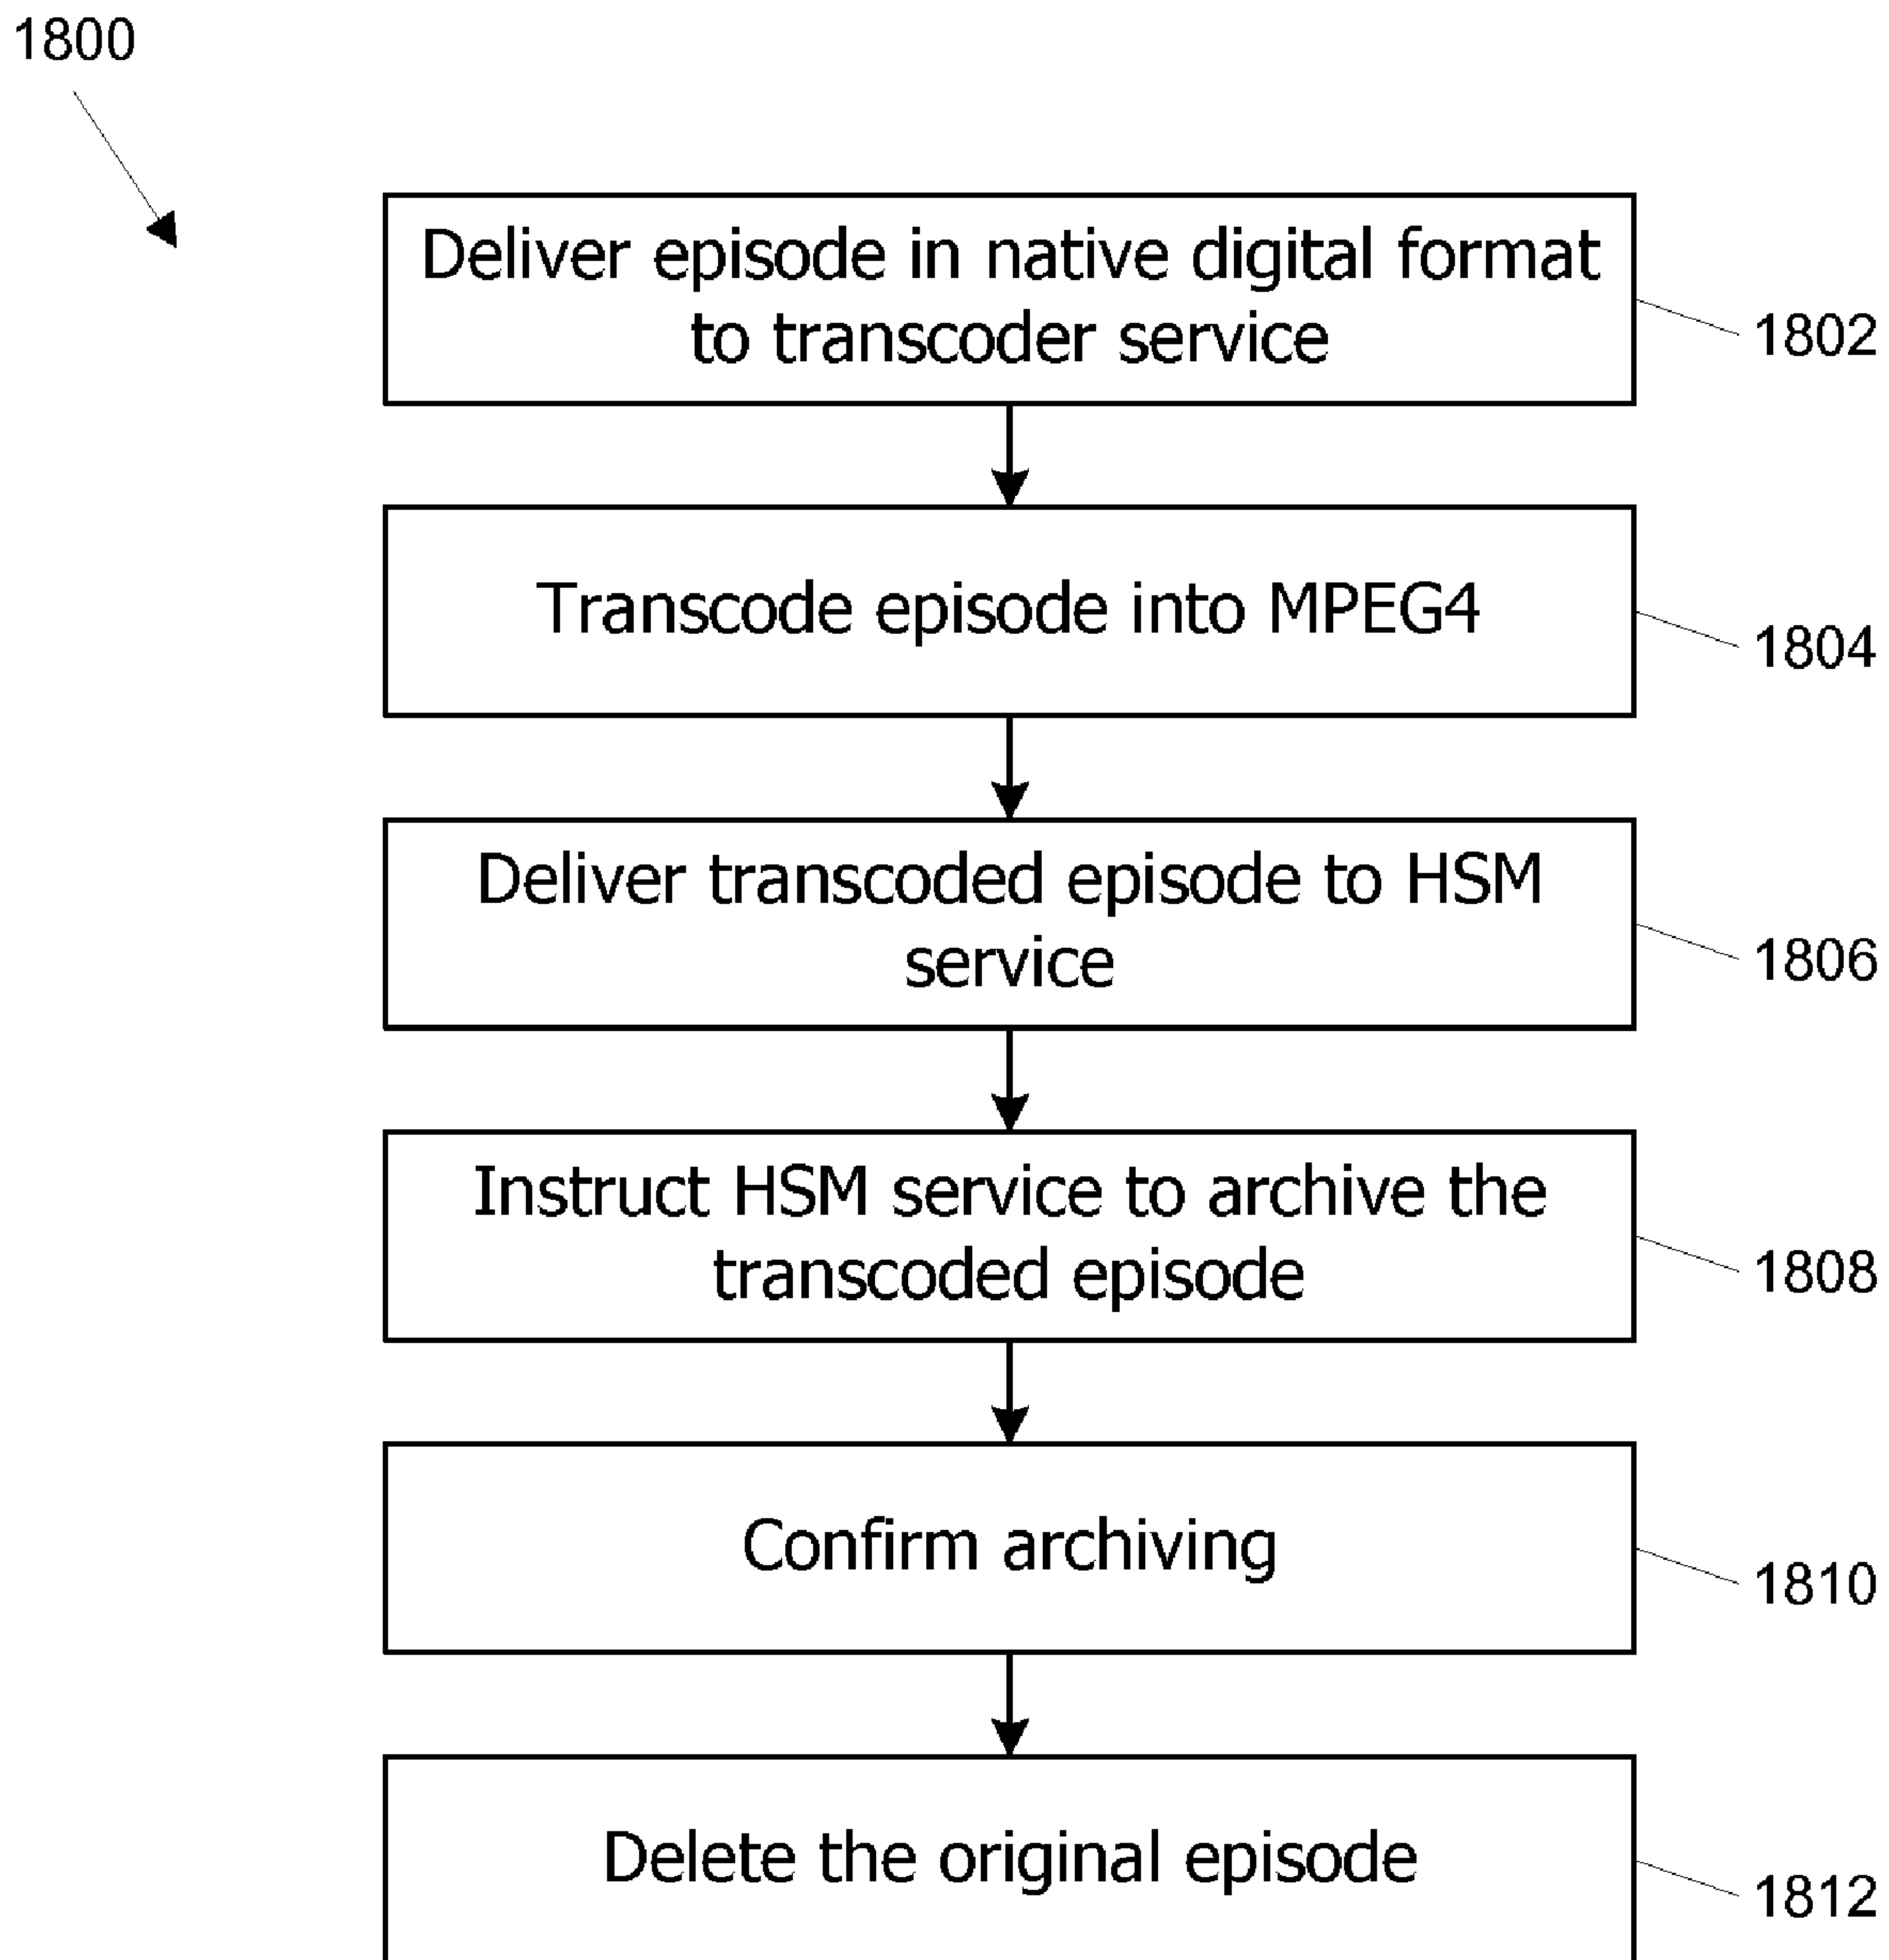 1800
Deliver episode in native digital format
to transcoder service
1802
Transcode episode into MPEG4
1804
Deliver transcoded episode to HSM
service
1806
Instruct HSM service to archive the
transcoded episode
1808
Confirm archiving
1810
Delete the original episode
1812